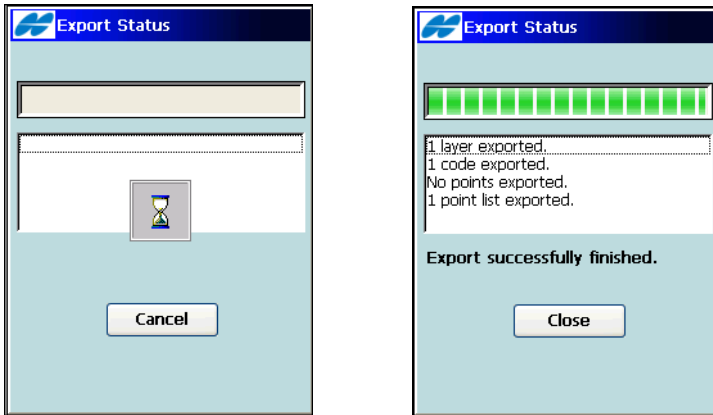 Export Status
Cancel
Export Status
1 layer exported.
1 code exported.
No points exported.
1 point list exported.
Export successfully finished.
Close